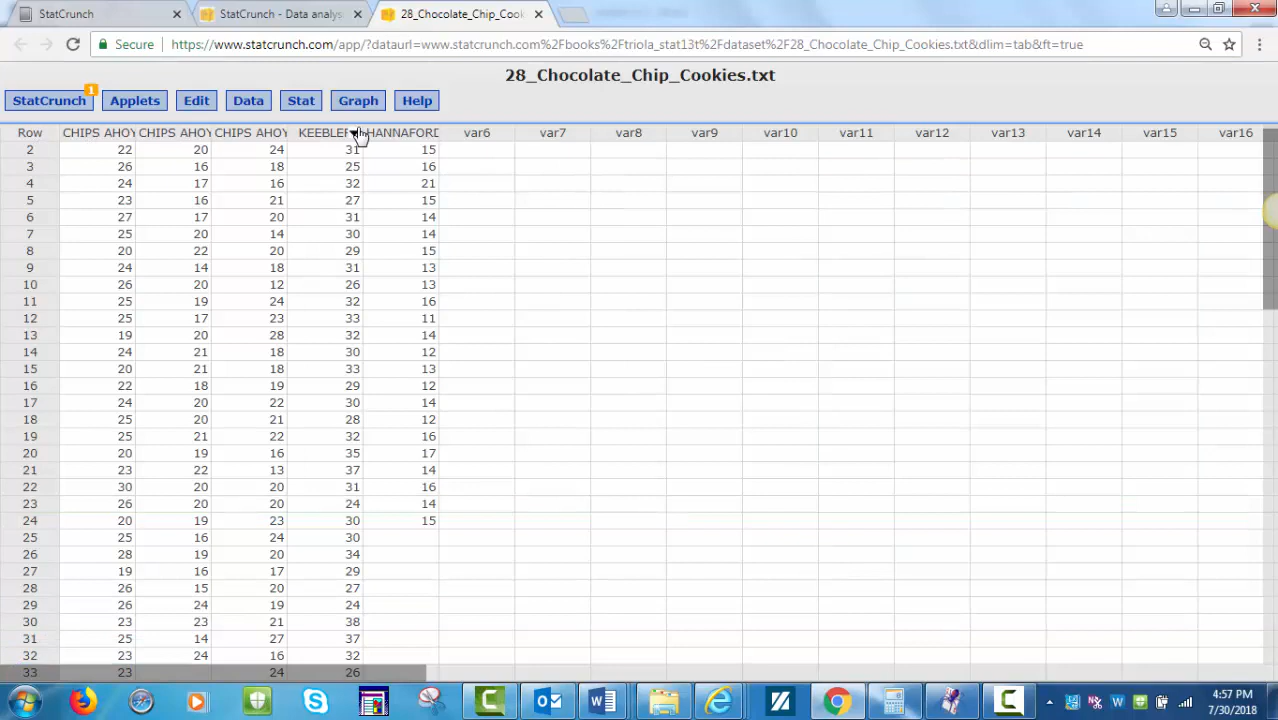 StatCrunch
StatCrunch - Data analys
28_Chocolate_Chip_Cook
Secure
https://www.statcrunch.com/app/?dataurl=www.statcrunch.com%2Fbooks%2Ftriola_stat13t%2Fdataset%2F28_Chocolate_Chip_Cookies.txt&dlim=tab&ft=true
28_Chocolate_Chip_Cookies.txt
StatCrunch 1 Applets Edit Data Stat Graph Help
Row CHIPS AHOY CHIPS AHOY CHIPS AHOY KEEBLER HANNAFORD var6 var7 var8 var9 var10 var11 var12 var13 var14 var15 var16
2 22 20 24 31 15
3 26 16 18 25 16
4 24 17 16 32 21
5 23 16 21 27 15
6 27 17 20 31 14
7 25 20 14 30 14
8 20 22 20 29 15
9 24 14 18 31 13
10 26 20 12 26 13
11 25 19 24 32 16
12 25 17 23 33 11
13 19 20 28 32 14
14 24 21 18 30 12
15 20 21 18 33 13
16 22 18 19 29 12
17 24 20 22 30 14
18 25 20 21 28 12
19 25 21 22 32 16
20 20 19 16 35 17
21 23 22 13 37 14
22 30 20 20 31 16
23 26 20 20 24 14
24 20 19 23 30 15
25 25 16 24 30
26 28 19 20 34
27 19 16 17 29
28 26 15 20 27
29 26 24 19 24
30 23 23 21 38
31 25 14 27 37
32 23 24 16 32
33 23 24 26
4:57 PM
7/30/2018